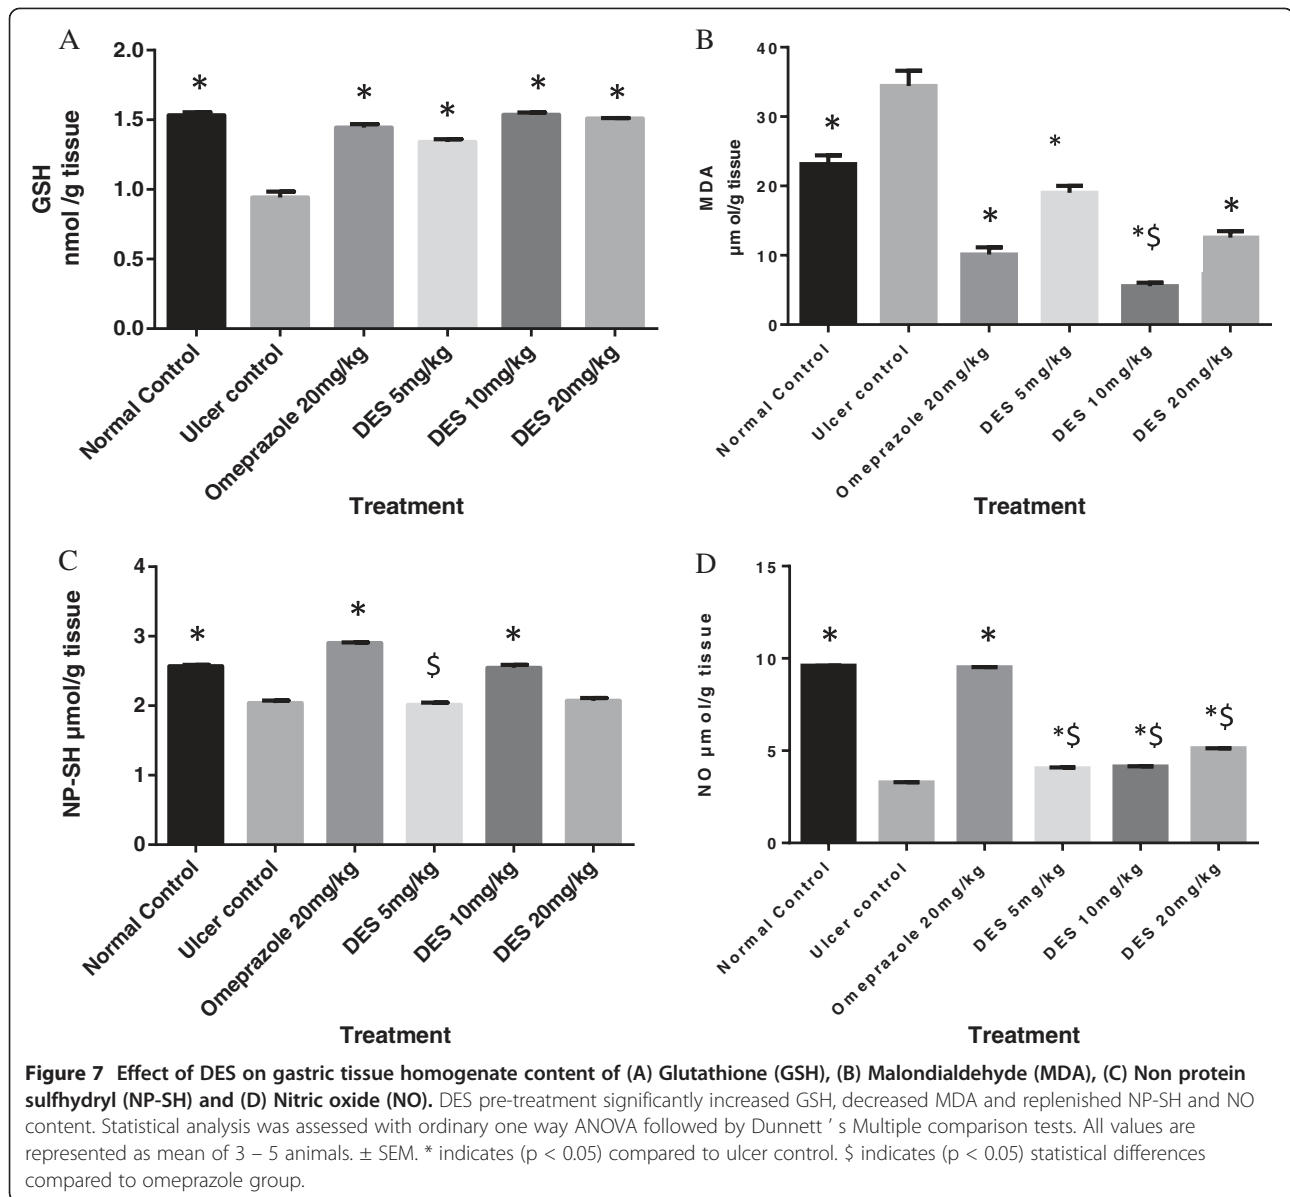 A
2.0
1.5
1.0
0.5
0.0
GSH
nmol /g tissue
*
*
*
*
*
Normal Control
Ulcer control
Omeprazole 20mg/kg
DES 5mg/kg
DES 10mg/kg
DES 20mg/kg
Treatment
B
40
30
20
10
0
MDA
µmol/g tissue
*
*
*
*$
*
Normal Control
Ulcer control
Omeprazole 20mg/kg
DES 5mg/kg
DES 10mg/kg
DES 20mg/kg
Treatment
C
4
3
2
1
0
NP-SH µmol/g tissue
*
*
$
*
Normal Control
Ulcer control
Omeprazole 20mg/kg
DES 5mg/kg
DES 10mg/kg
DES 20mg/kg
Treatment
D
15
10
5
0
NO µmol/g tissue
*
*
*$
*$
*$
Normal Control
Ulcer control
Omeprazole 20mg/kg
DES 5mg/kg
DES 10mg/kg
DES 20mg/kg
Treatment
Figure 7 Effect of DES on gastric tissue homogenate content of (A) Glutathione (GSH), (B) Malondialdehyde (MDA), (C) Non protein
sulfhydryl (NP-SH) and (D) Nitric oxide (NO). DES pre-treatment significantly increased GSH, decreased MDA and replenished NP-SH and NO
content. Statistical analysis was assessed with ordinary one way ANOVA followed by Dunnett ’ s Multiple comparison tests. All values are
represented as mean of 3 – 5 animals. ± SEM. * indicates (p < 0.05) compared to ulcer control. $ indicates (p < 0.05) statistical differences
compared to omeprazole group.